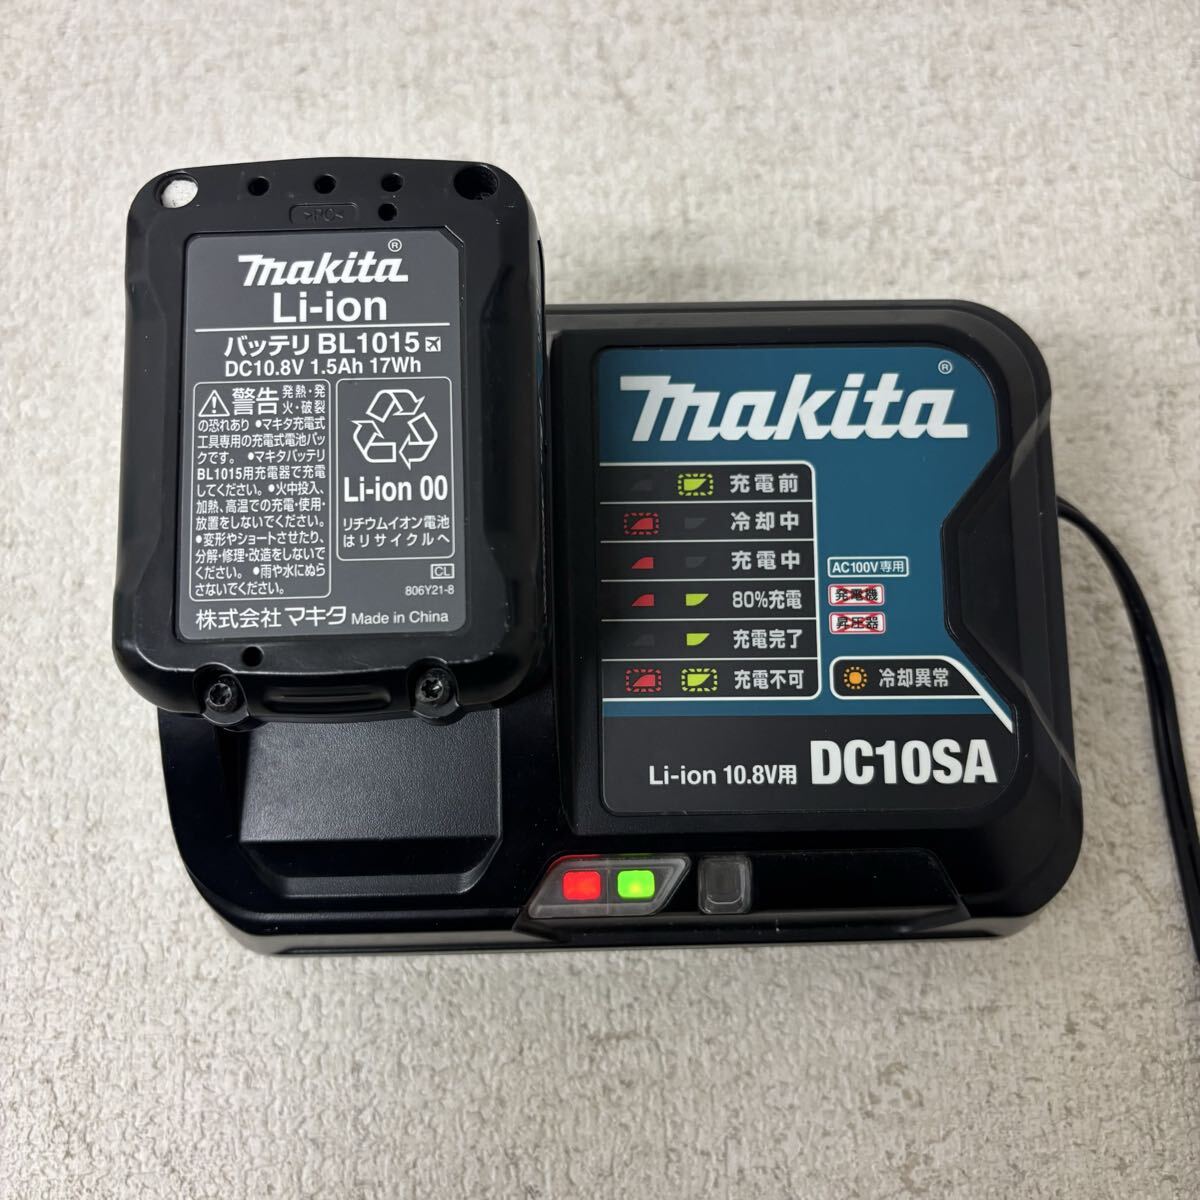 >PC<
makita®
Li-ion
バッテリ BL1015
DC10.8V 1.5Ah 17Wh
警告 発熱・発
火・破裂
の恐れあり ●マキタ充電式
工具専用の充電式電池パッ
クです。 ●マキタバッテリ
BL1015用充電器で充電
してください。●火中投入、
加熱、高温での充電・使用・
放置をしないでください。
●変形やショートさせたり、
分解・修理・改造をしないで
ください。 ●雨や水にぬら
さないでください。
Li-ion 00
リチウムイオン電池
はリサイクルへ
CL
806Y21-8
株式会社 マキタ Made in China
makita®
充電前
冷却中
充電中
80%充電
充電完了
充電不可
AC100V専用
発電機
昇圧器
冷却異常
Li-ion 10.8V用 DC10SA